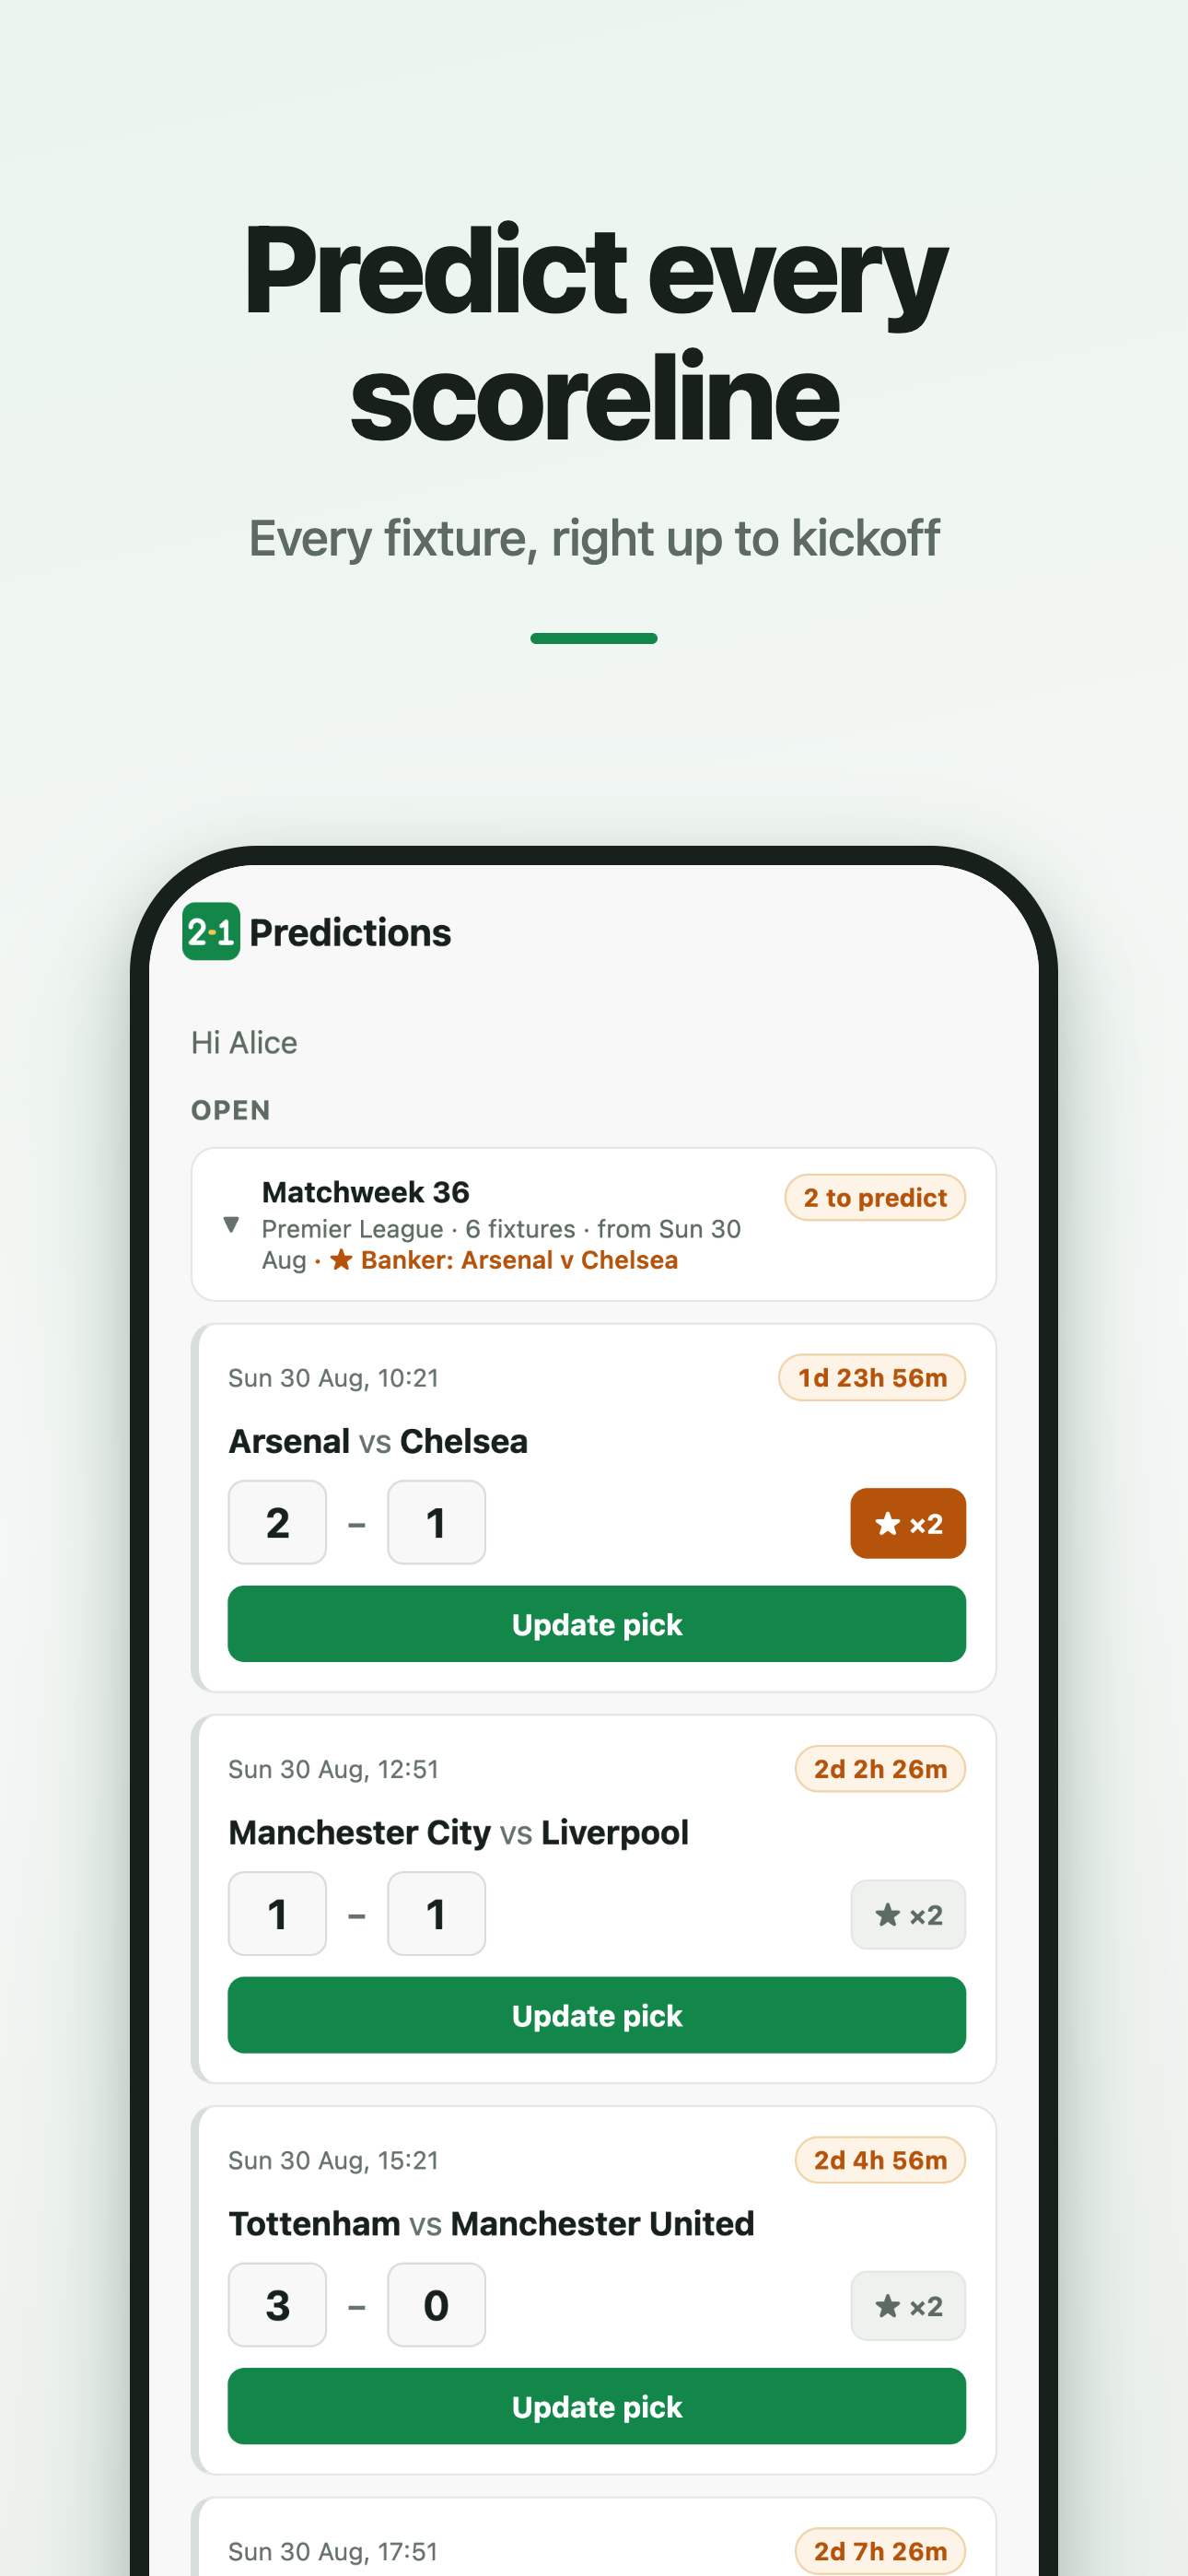 Predict every
scoreline
Every fixture, right up to kickoff
2-1 Predictions
Hi Alice
OPEN
▼ Matchweek 36 2 to predict
Premier League · 6 fixtures · from Sun 30
Aug · ★ Banker: Arsenal v Chelsea
Sun 30 Aug, 10:21 1d 23h 56m
Arsenal vs Chelsea
2 – 1 ★ ×2
Update pick
Sun 30 Aug, 12:51 2d 2h 26m
Manchester City vs Liverpool
1 – 1 ★ ×2
Update pick
Sun 30 Aug, 15:21 2d 4h 56m
Tottenham vs Manchester United
3 – 0 ★ ×2
Update pick
Sun 30 Aug, 17:51 2d 7h 26m